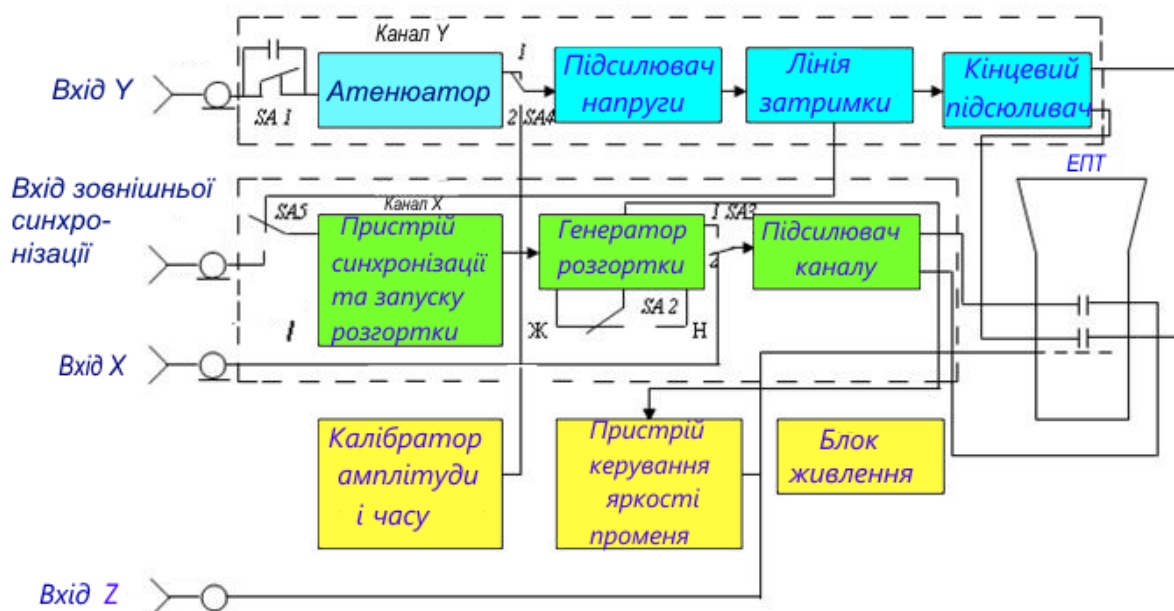 Канал Y
Вхід Y
SA 1
Атенюатор
1
2 SA4
Підсилювач
напруги
Лінія
затримки
Кінцевий
підсюливач
ЕПТ
Вхід зовнішньої
синхро-
нізації
SA5
Канал X
Пристрій
синхронізації
та запуску
розгортки
Генератор
розгортки
1 SA3
2
Підсилювач
каналу
SA 2
Ж
Н
Вхід X
Калібратор
амплітуди
і часу
Пристрій
керування
яркості
променя
Блок
живлення
Вхід Z